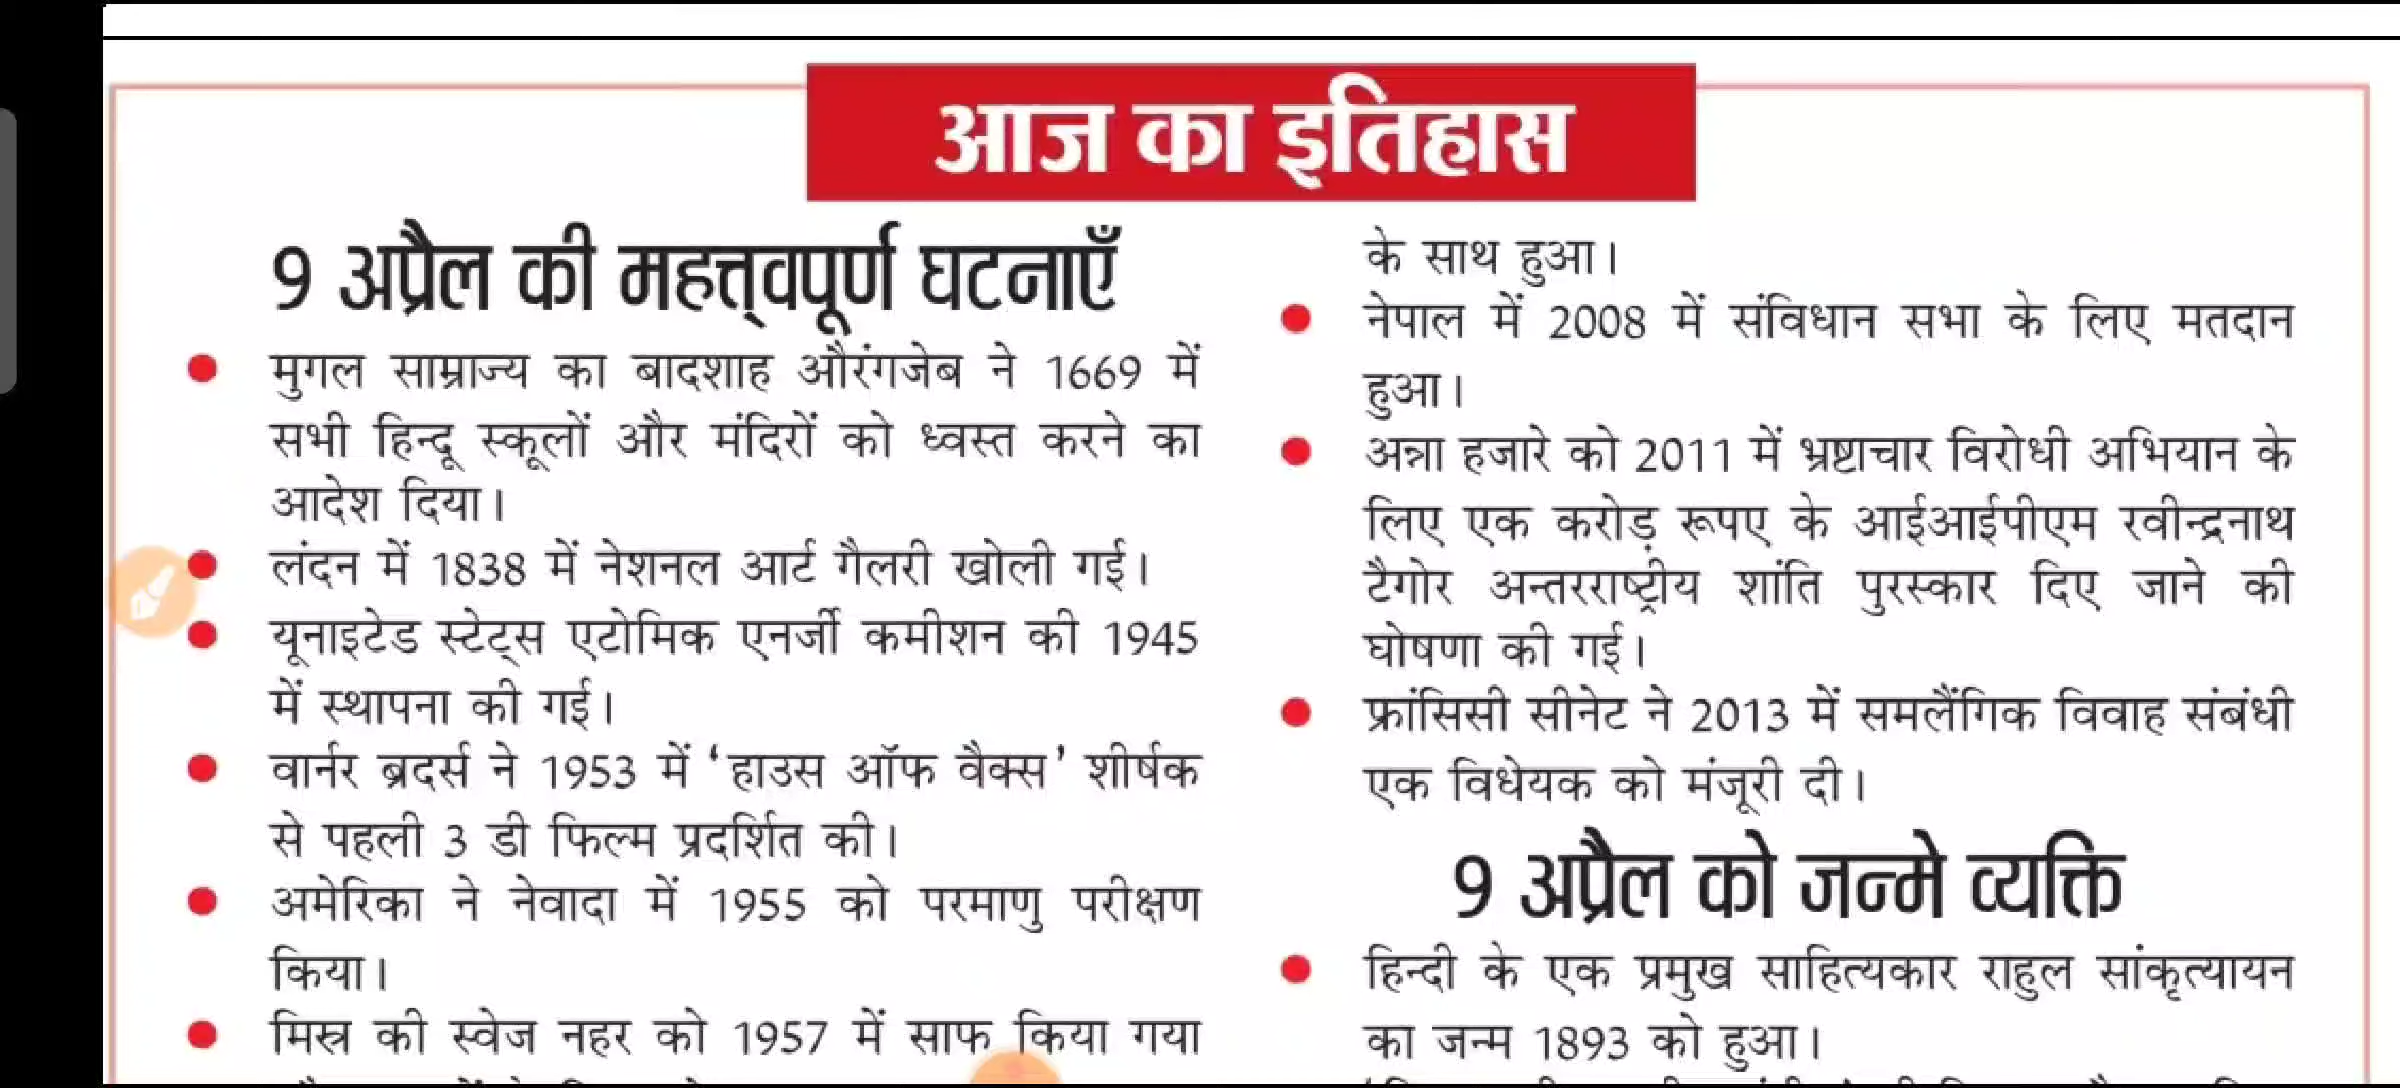 आज का इतिहास
9 अप्रैल की महत्त्वपूर्ण घटनाएँ
मुगल साम्राज्य का बादशाह औरंगजेब ने 1669 में
सभी हिन्दू स्कूलों और मंदिरों को ध्वस्त करने का
आदेश दिया।
लंदन में 1838 में नेशनल आर्ट गैलरी खोली गई।
यूनाइटेड स्टेट्स एटोमिक एनर्जी कमीशन की 1945
में स्थापना की गई।
वार्नर ब्रदर्स ने 1953 में ‘हाउस ऑफ वैक्स’ शीर्षक
से पहली 3 डी फिल्म प्रदर्शित की।
अमेरिका ने नेवादा में 1955 को परमाणु परीक्षण
किया।
मिस्र की स्वेज नहर को 1957 में साफ किया गया
के साथ हुआ।
नेपाल में 2008 में संविधान सभा के लिए मतदान
हुआ।
अन्ना हजारे को 2011 में भ्रष्टाचार विरोधी अभियान के
लिए एक करोड़ रूपए के आईआईपीएम रवीन्द्रनाथ
टैगोर अन्तरराष्ट्रीय शांति पुरस्कार दिए जाने की
घोषणा की गई।
फ्रांसिसी सीनेट ने 2013 में समलैंगिक विवाह संबंधी
एक विधेयक को मंजूरी दी।
9 अप्रैल को जन्मे व्यक्ति
हिन्दी के एक प्रमुख साहित्यकार राहुल सांकृत्यायन
का जन्म 1893 को हुआ।